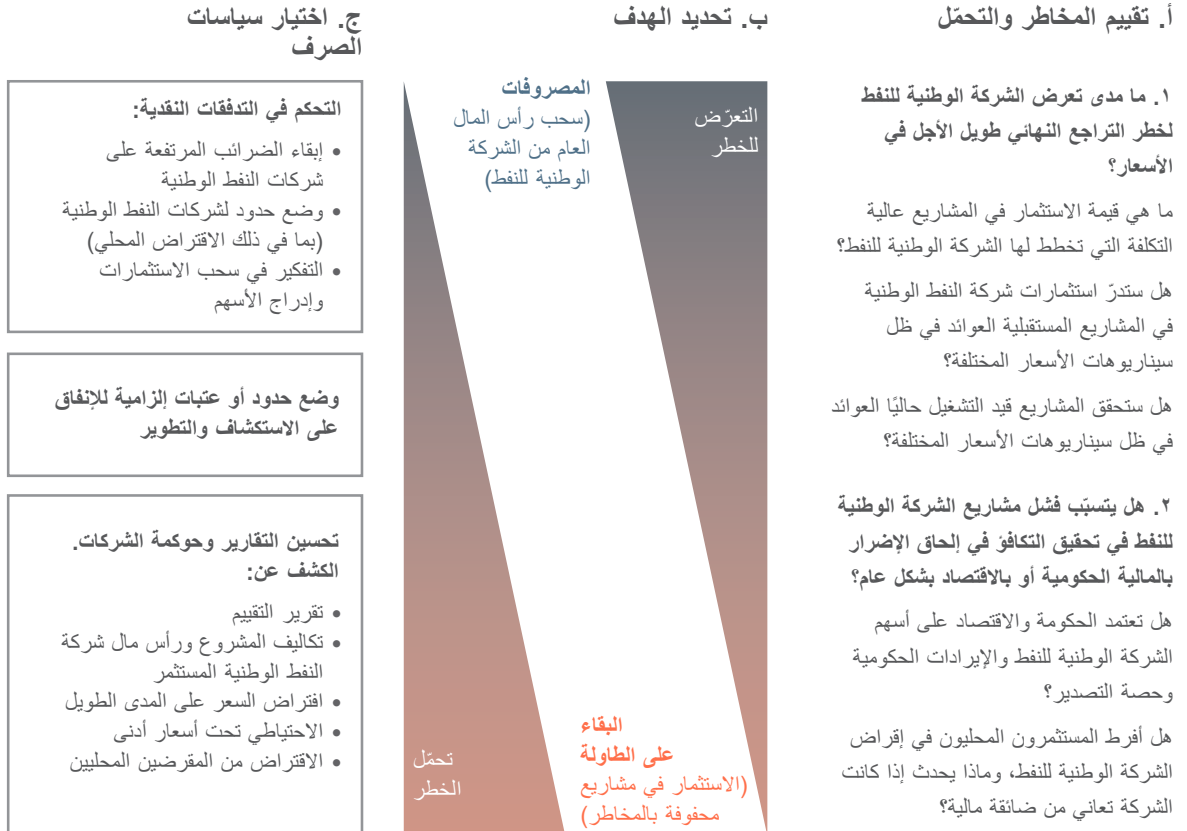 أ. تقييم المخاطر والتحمّل
١. ما مدى تعرض الشركة الوطنية للنفط
لخطر التراجع النهائي طويل الأجل في
الأسعار؟
ما هي قيمة الاستثمار في المشاريع عالية
التكلفة التي تخطط لها الشركة الوطنية للنفط؟
هل ستدرّ استثمارات شركة النفط الوطنية
في المشاريع المستقبلية العوائد في ظل
سيناريوهات الأسعار المختلفة؟
هل ستحقق المشاريع قيد التشغيل حاليًا العوائد
في ظل سيناريوهات الأسعار المختلفة؟
٢. هل يتسبّب فشل مشاريع الشركة الوطنية
للنفط في تحقيق التكافؤ في إلحاق الإضرار
بالمالية الحكومية أو بالاقتصاد بشكل عام؟
هل تعتمد الحكومة والاقتصاد على أسهم
الشركة الوطنية للنفط والإيرادات الحكومية
وحصة التصدير؟
هل أفرط المستثمرون المحليون في إقراض
الشركة الوطنية للنفط، وماذا يحدث إذا كانت
الشركة تعاني من ضائقة مالية؟
ب. تحديد الهدف
التعرّض
للخطر
المصروفات
(سحب رأس المال
العام من الشركة
الوطنية للنفط)
البقاء
على الطاولة
(الاستثمار في مشاريع
محفوفة بالمخاطر)
تحمّل
الخطر
ج. اختيار سياسات
الصرف
التحكم في التدفقات النقدية:
• إبقاء الضرائب المرتفعة على
شركات النفط الوطنية
• وضع حدود لشركات النفط الوطنية
(بما في ذلك الاقتراض المحلي)
• التفكير في سحب الاستثمارات
وإدراج الأسهم
وضع حدود أو عتبات إلزامية للإنفاق
على الاستكشاف والتطوير
تحسين التقارير وحوكمة الشركات.
الكشف عن:
• تقرير التقييم
• تكاليف المشروع ورأس مال شركة
النفط الوطنية المستثمر
• افتراض السعر على المدى الطويل
• الاحتياطي تحت أسعار أدنى
• الاقتراض من المقرضين المحليين